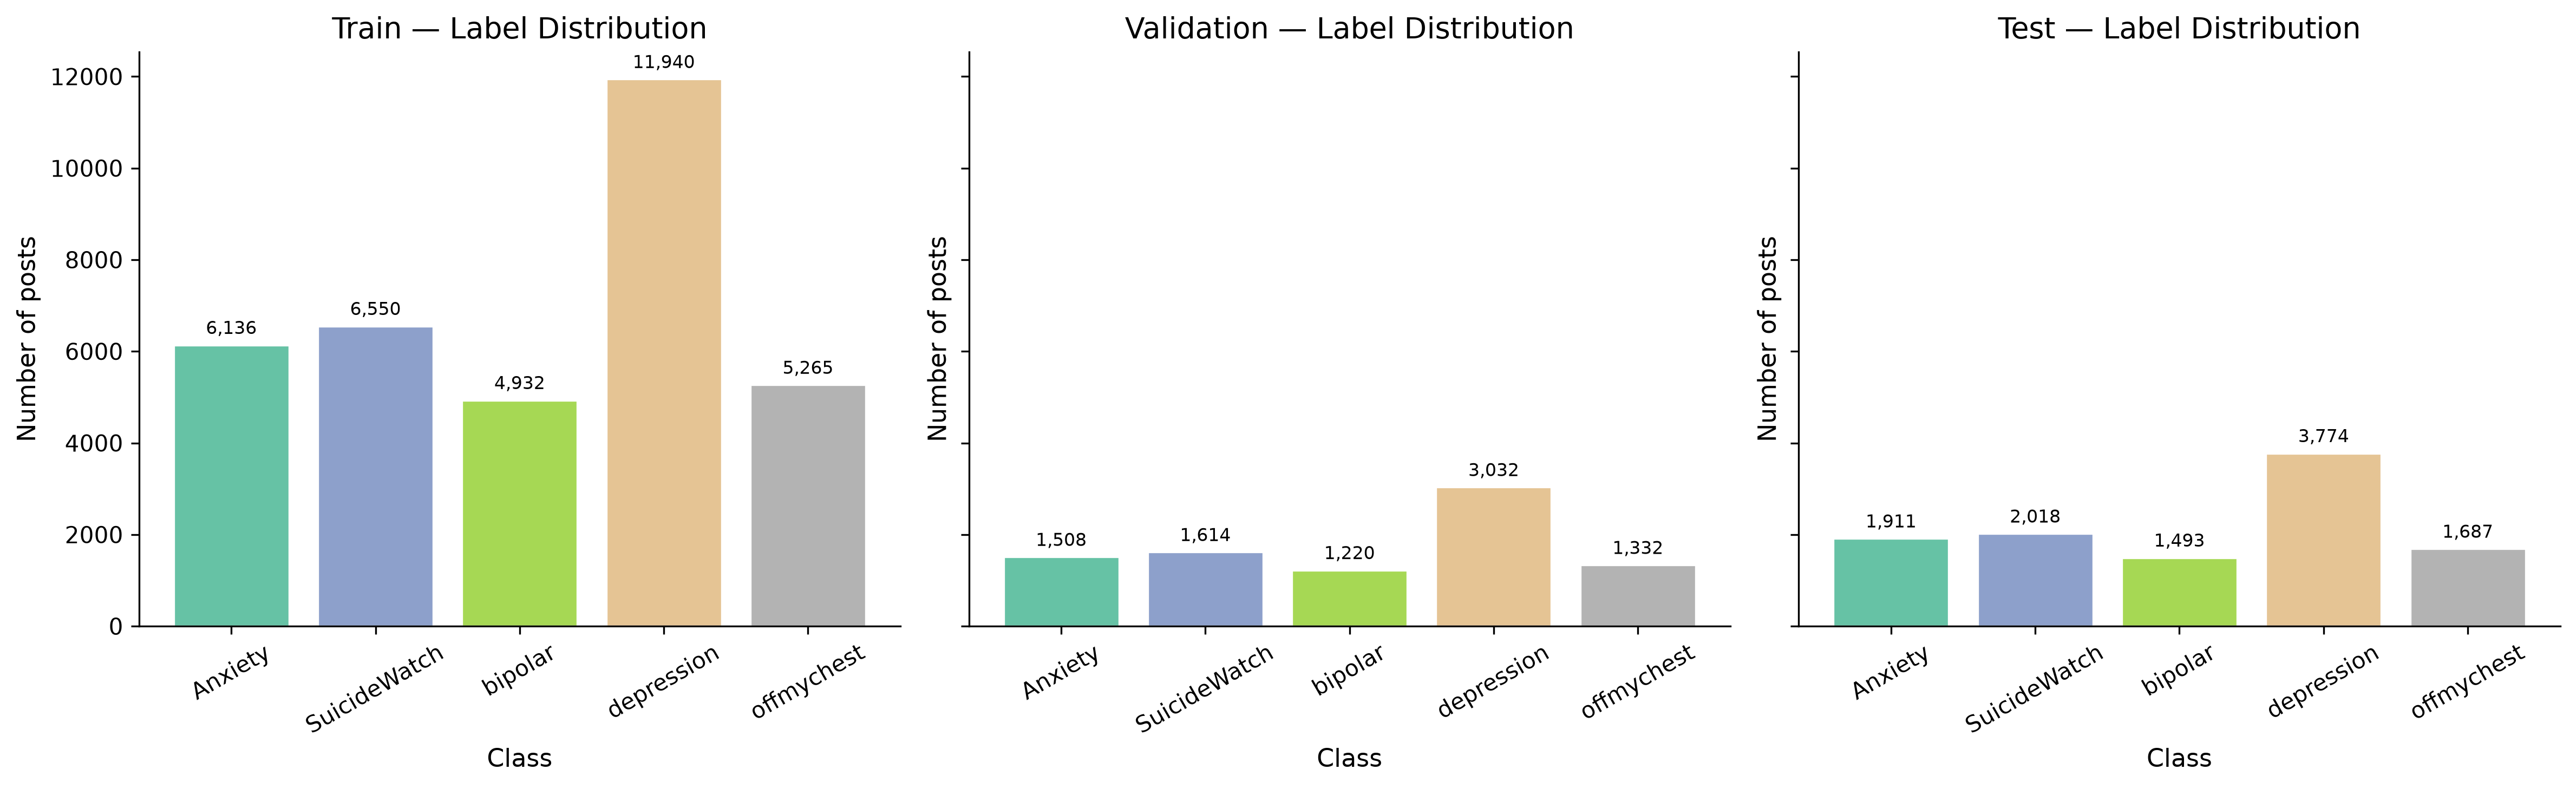 Train — Label Distribution
Number of posts
12000
10000
8000
6000
4000
2000
0
6,136
6,550
4,932
11,940
5,265
Anxiety
SuicideWatch
bipolar
depression
offmychest
Class
Validation — Label Distribution
Number of posts
1,508
1,614
1,220
3,032
1,332
Anxiety
SuicideWatch
bipolar
depression
offmychest
Class
Test — Label Distribution
Number of posts
1,911
2,018
1,493
3,774
1,687
Anxiety
SuicideWatch
bipolar
depression
offmychest
Class